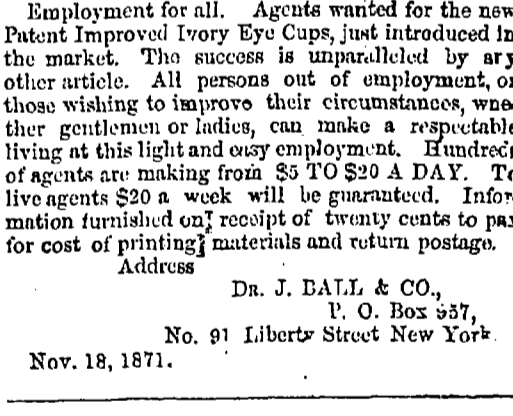 Employment for all. Agents wanted for the new
Patent Improved Ivory Eye Cups, just introduced in
the market. The success is unparalleled by any
other article. All persons out of employment, or
those wishing to improve their circumstances, whe
ther gentlemen or ladies, can make a respectable
living at this light and easy employment. Hundreds
of agents are making from $5 TO $20 A DAY. To
live agents $20 a week will be guaranteed. Infor
mation furnished on receipt of twenty cents to pay
for cost of printing materials and return postage.
Address
DR. J. BALL & CO.,
P. O. Box 957,
No. 91 Liberty Street New York.
Nov. 18, 1871.